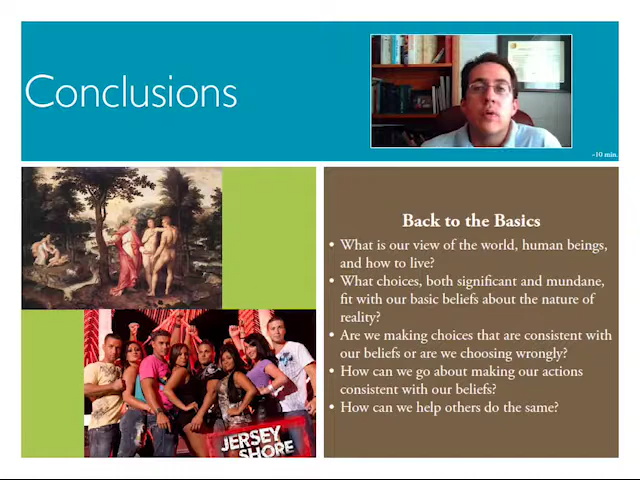 Conclusions
~10 min.
Back to the Basics
• What is our view of the world, human beings,
and how to live?
• What choices, both significant and mundane,
fit with our basic beliefs about the nature of
reality?
• Are we making choices that are consistent with
our beliefs or are we choosing wrongly?
• How can we go about making our actions
consistent with our beliefs?
• How can we help others do the same?
JERSEY
SHORE